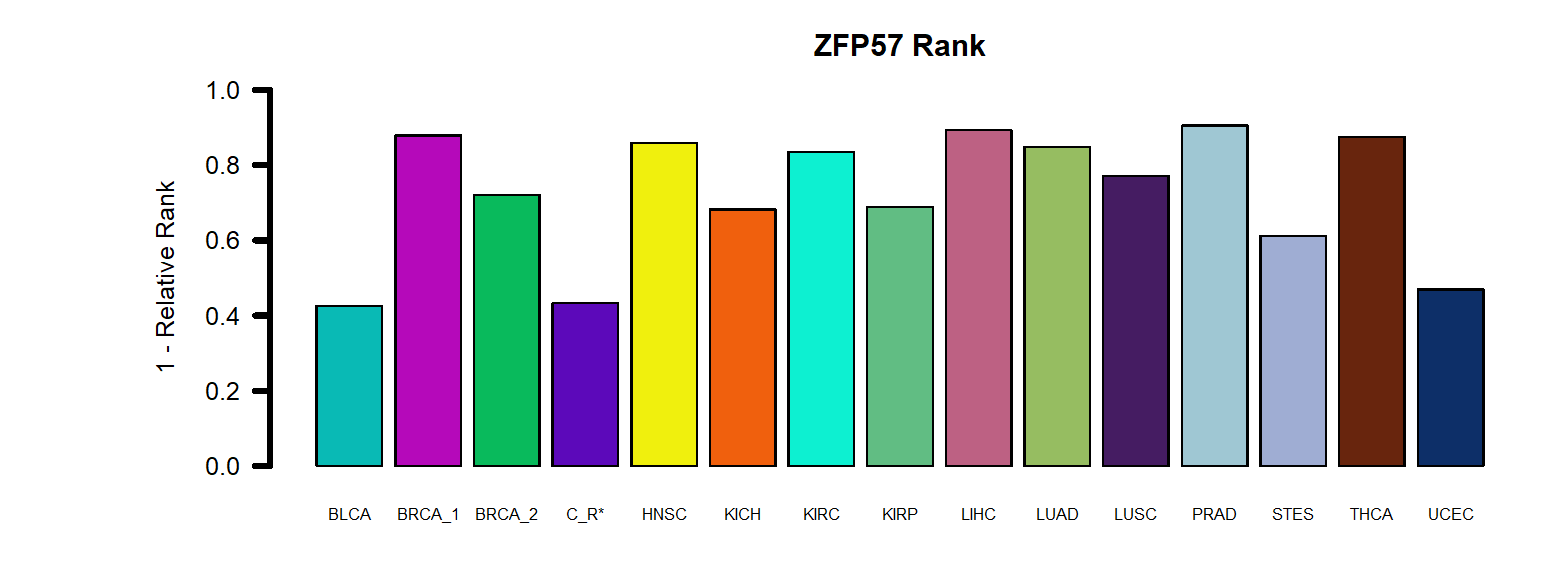 ZFP57 Rank
1 - Relative Rank
1.0
0.8
0.6
0.4
0.2
0.0
BLCA BRCA_1 BRCA_2 C_R* HNSC KICH KIRC KIRP LIHC LUAD LUSC PRAD STES THCA UCEC